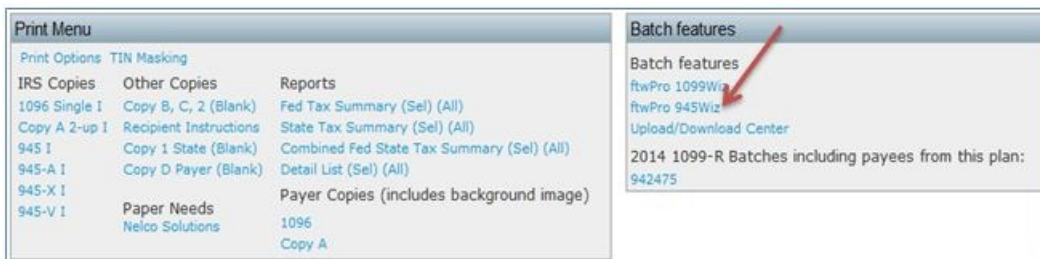 Print Menu
Print Options TIN Masking
IRS Copies Other Copies Reports
1096 Single I Copy B, C, 2 (Blank) Fed Tax Summary (Sel) (All)
Copy A 2-up I Recipient Instructions State Tax Summary (Sel) (All)
945 I Copy 1 State (Blank) Combined Fed State Tax Summary (Sel) (All)
945-A I Copy D Payer (Blank) Detail List (Sel) (All)
945-X I Payer Copies (includes background image)
945-V I Paper Needs
Nelco Solutions 1096
Copy A
Batch features
Batch features
ftwPro 1099Wiz
ftwPro 945Wiz
Upload/Download Center
2014 1099-R Batches including payees from this plan:
942475